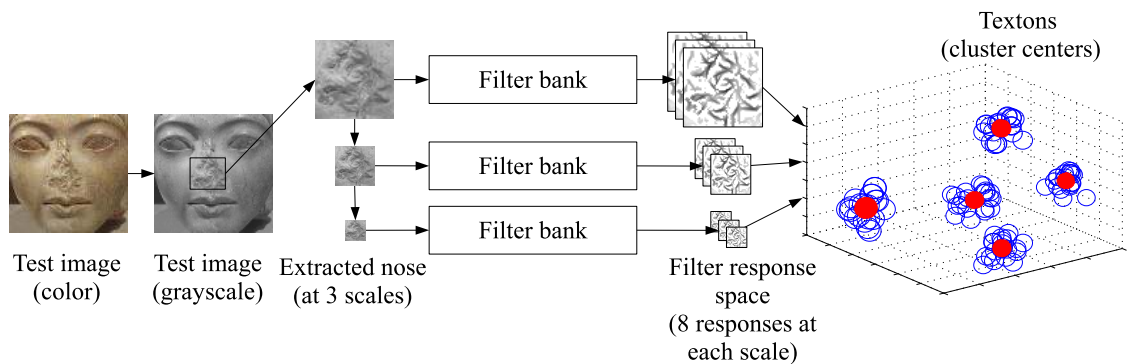 Textons
(cluster centers)
Filter bank
Filter bank
Filter bank
Test image
(color)
Test image
(grayscale)
Extracted nose
(at 3 scales)
Filter response
space
(8 responses at
each scale)